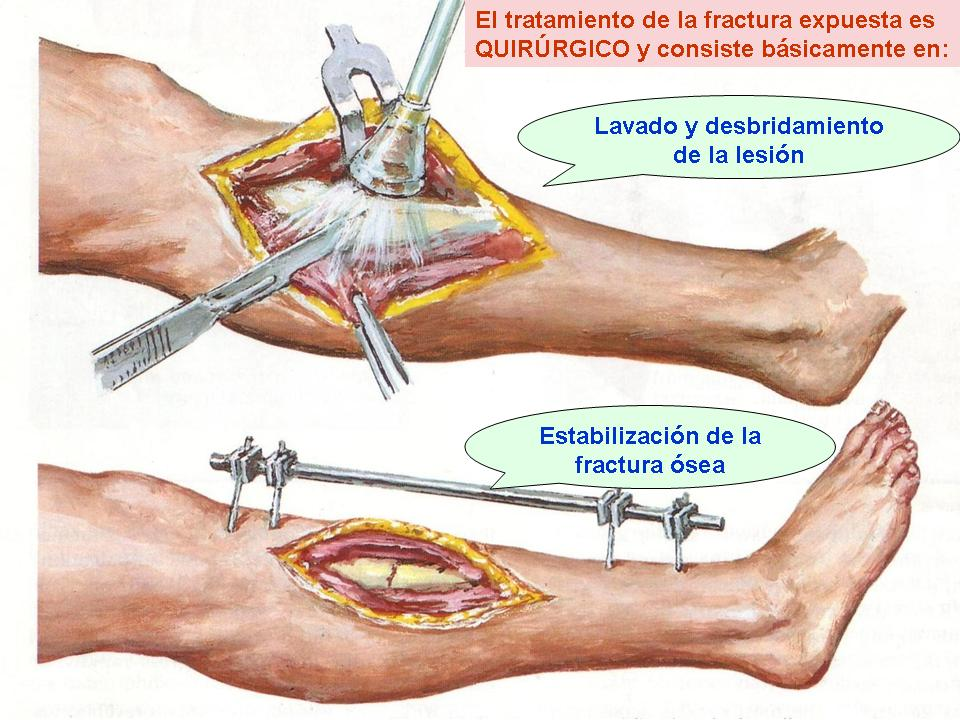 El tratamiento de la fractura expuesta es
QUIRÚRGICO y consiste básicamente en:
Lavado y desbridamiento
de la lesión
Estabilización de la
fractura ósea